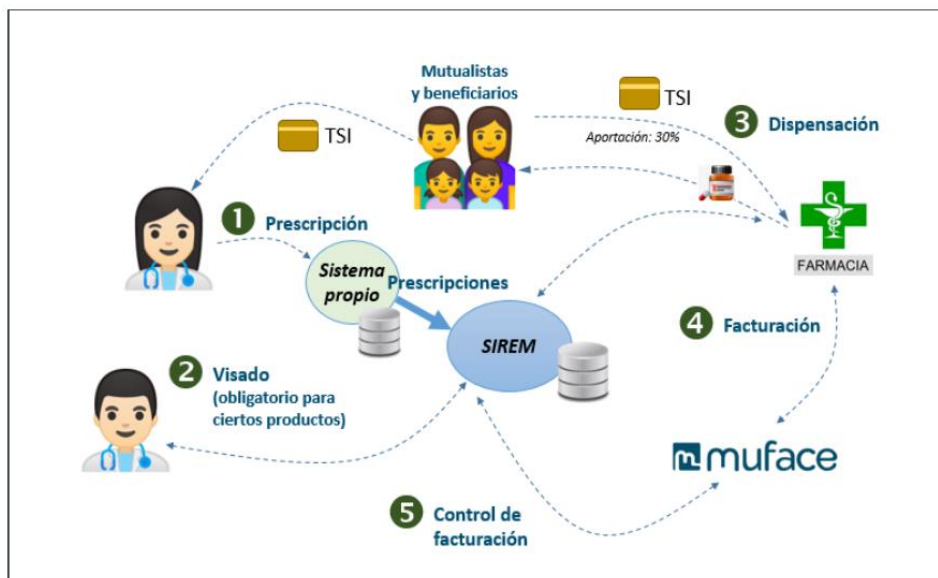 Mutualistas
y beneficiarios
TSI
TSI
Aportación: 30%
3 Dispensación
1 Prescripción
Sistema
propio
Prescripciones
SIREM
FARMACIA
4 Facturación
2 Visado
(obligatorio para
ciertos productos)
m muface
5 Control de
facturación